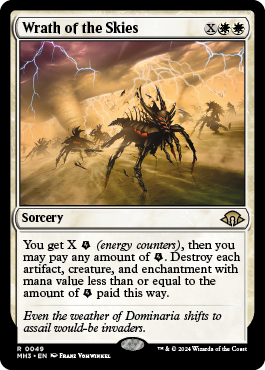 Wrath of the Skies X
Sorcery
You get X (energy counters), then you
may pay any amount of . Destroy each
artifact, creature, and enchantment with
mana value less than or equal to the
amount of paid this way.
Even the weather of Dominaria shifts to
assail would-be invaders.
R 0049
MH3 • EN Franz Vohwinkel
™ & © 2024 Wizards of the Coast